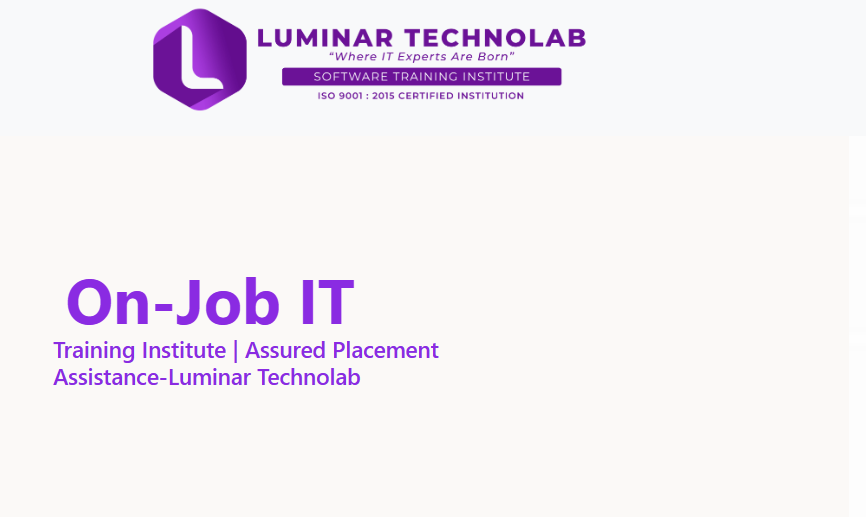 LUMINAR TECHNOLAB
“Where IT Experts Are Born”
SOFTWARE TRAINING INSTITUTE
ISO 9001 : 2015 CERTIFIED INSTITUTION
On-Job IT
Training Institute | Assured Placement
Assistance-Luminar Technolab